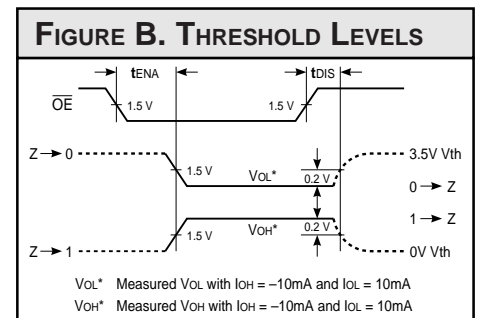 FIGURE B. THRESHOLD LEVELS
tENA tDIS
OE 1.5 V 1.5 V
Z 0 3.5V Vth
1.5 V VOL* 0.2 V
0 Z
1 Z
1.5 V VOH* 0.2 V
Z 1 0V Vth
VOL* Measured VOL with IOH = –10mA and IOL = 10mA
VOH* Measured VOH with IOH = –10mA and IOL = 10mA